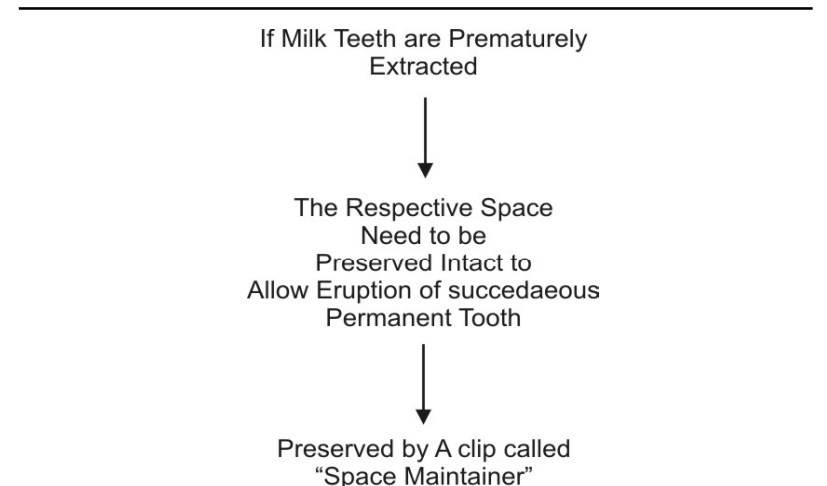 If Milk Teeth are Prematurely
Extracted
The Respective Space
Need to be
Preserved Intact to
Allow Eruption of succedaeous
Permanent Tooth
Preserved by A clip called
“Space Maintainer”